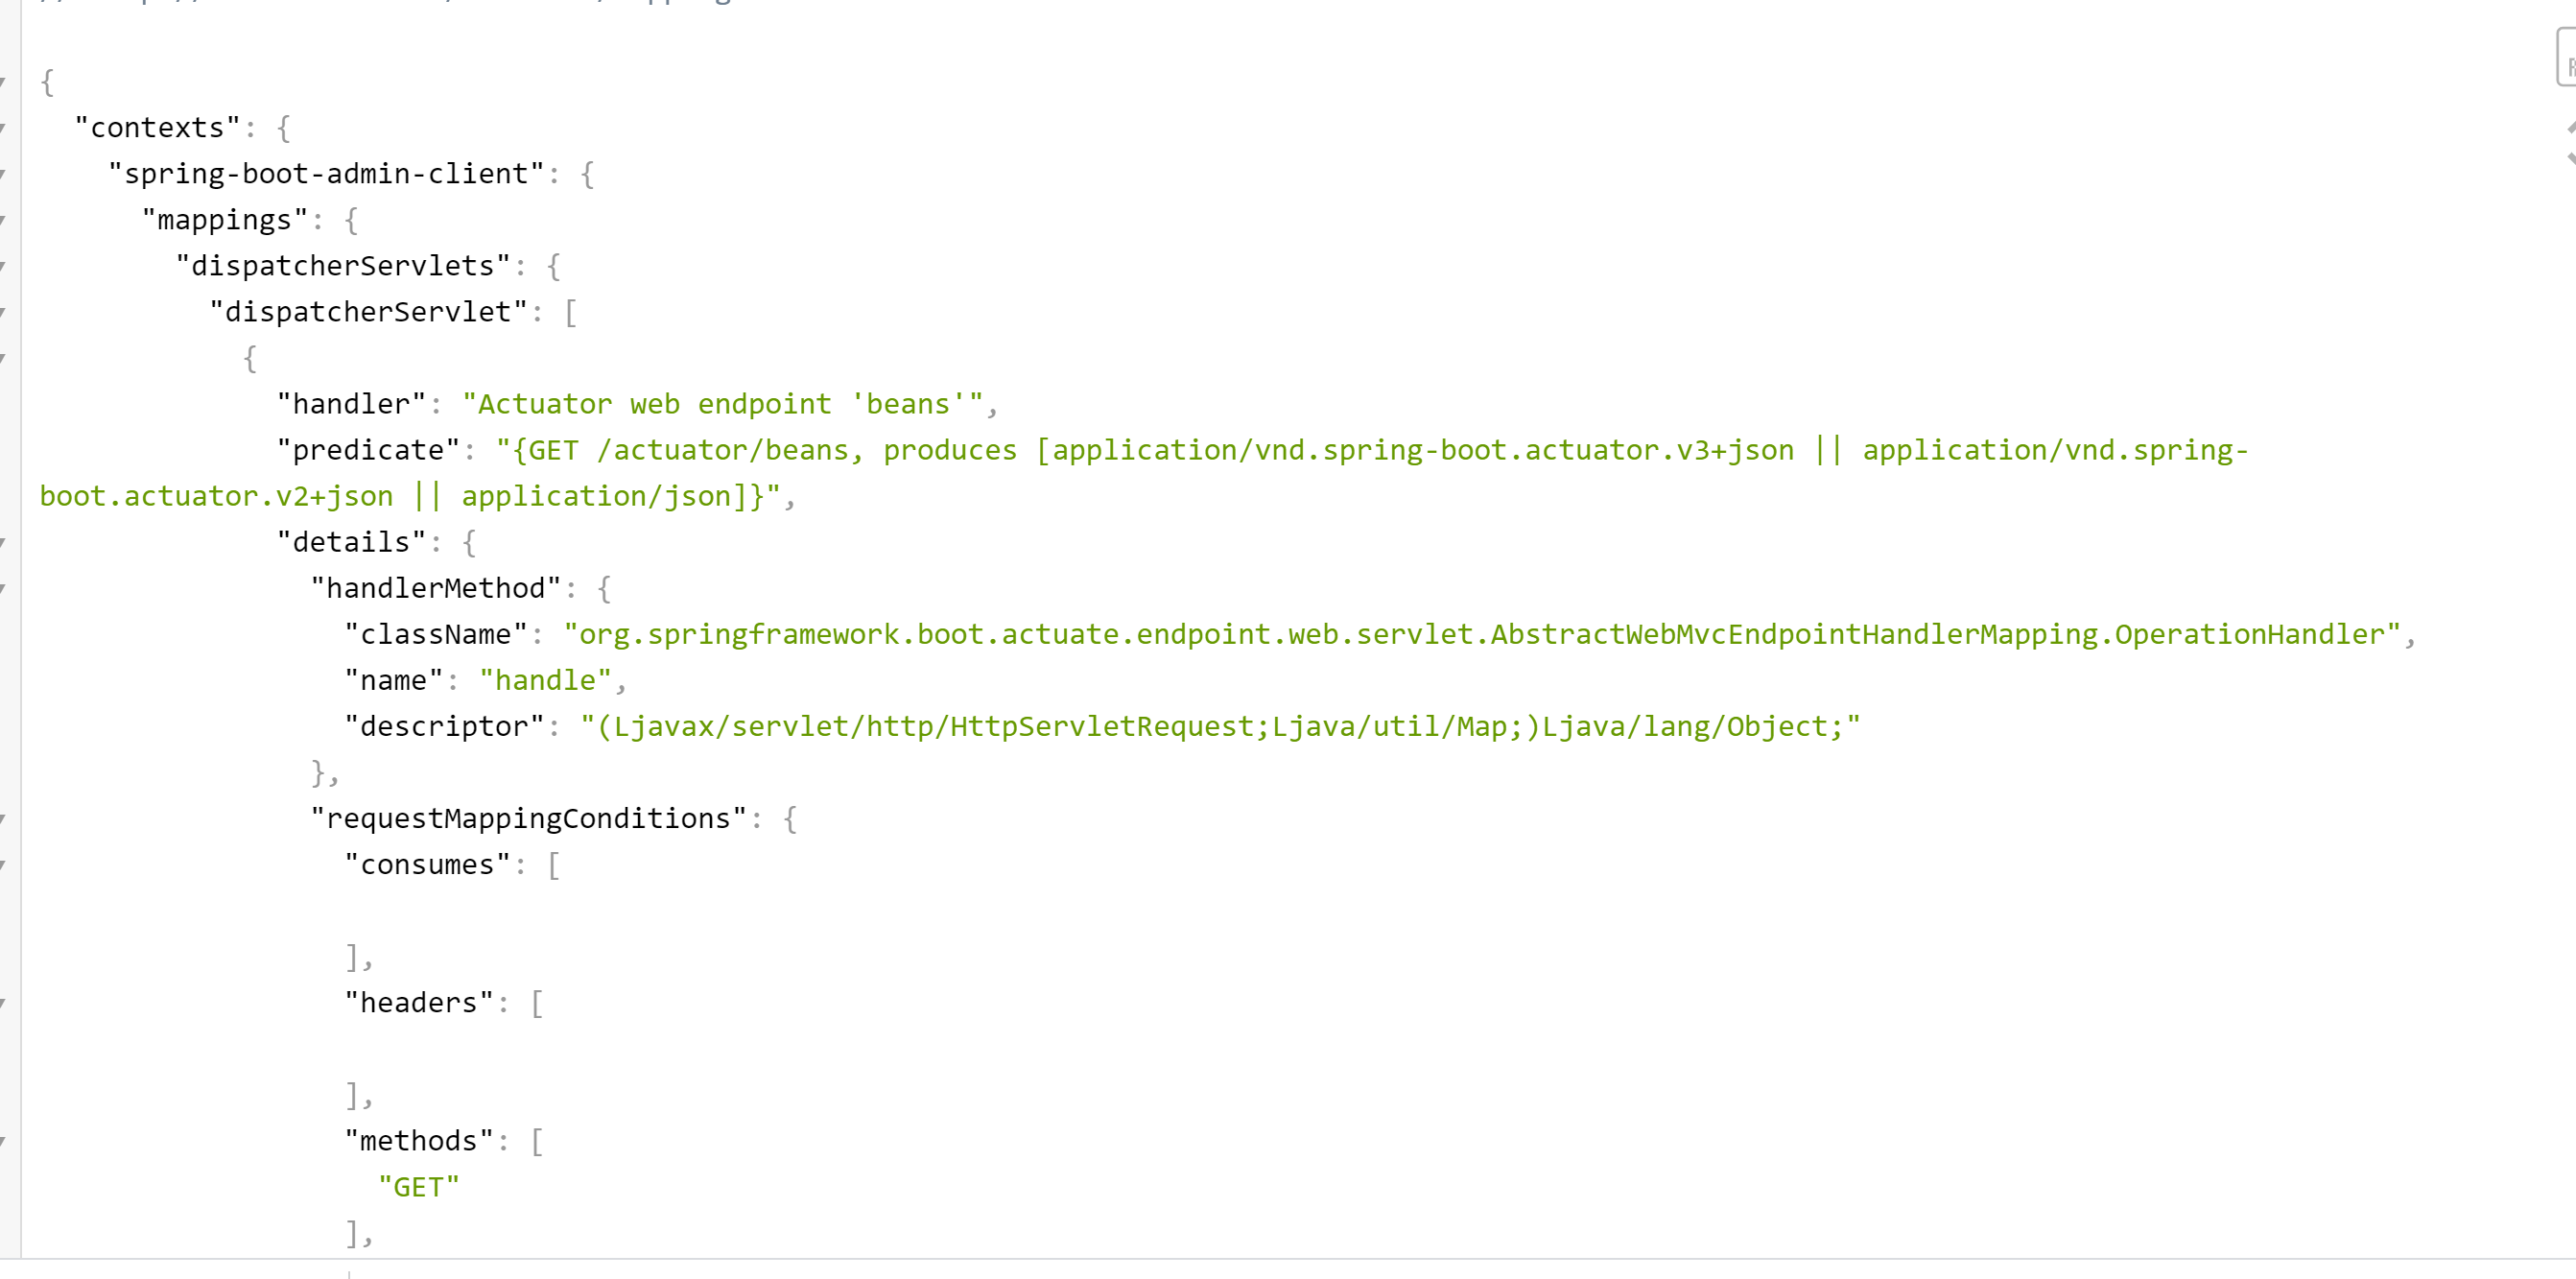 {
"contexts": {
"spring-boot-admin-client": {
"mappings": {
"dispatcherServlets": {
"dispatcherServlet": [
{
"handler": "Actuator web endpoint 'beans'",
"predicate": "{GET /actuator/beans, produces [application/vnd.spring-boot.actuator.v3+json || application/vnd.spring-
boot.actuator.v2+json || application/json]}",
"details": {
"handlerMethod": {
"className": "org.springframework.boot.actuate.endpoint.web.servlet.AbstractWebMvcEndpointHandlerMapping.OperationHandler",
"name": "handle",
"descriptor": "(Ljavax/servlet/http/HttpServletRequest;Ljava/util/Map;)Ljava/lang/Object;"
},
"requestMappingConditions": {
"consumes": [
],
"headers": [
],
"methods": [
"GET"
],